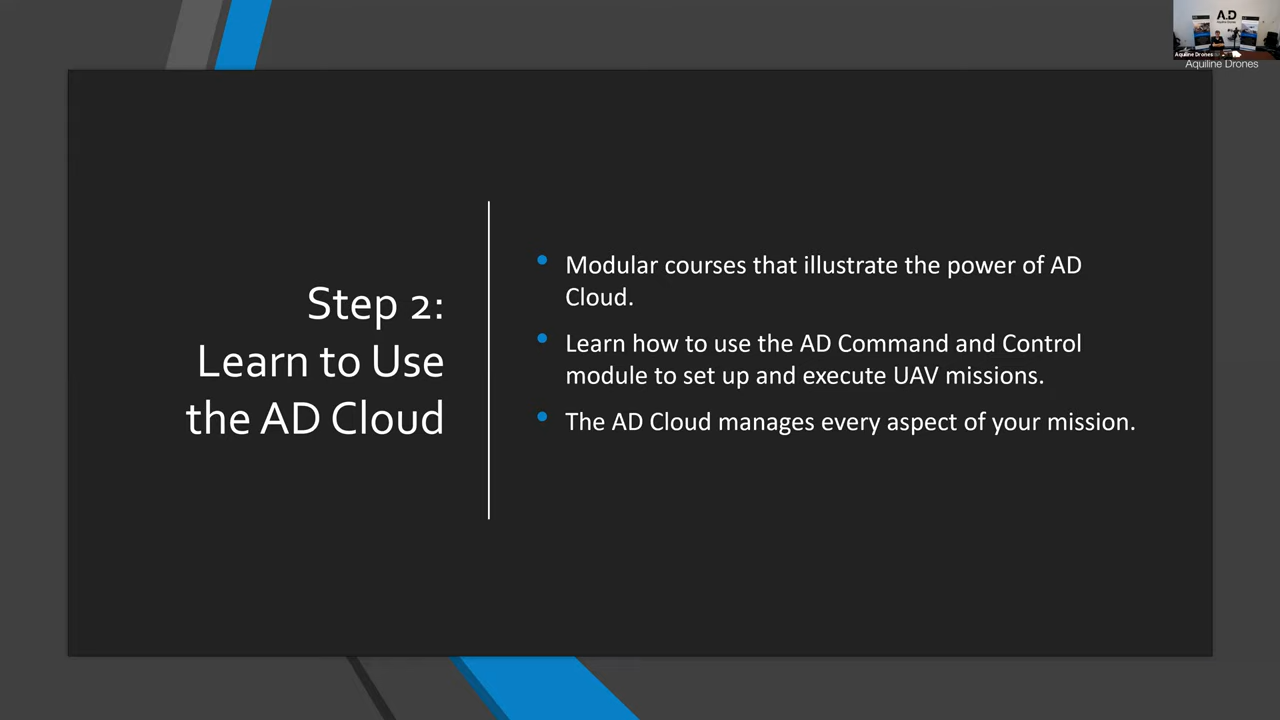 A.D
Aquiline Drones
Aquiline Drones
Step 2:
Learn to Use
the AD Cloud
• Modular courses that illustrate the power of AD
Cloud.
• Learn how to use the AD Command and Control
module to set up and execute UAV missions.
• The AD Cloud manages every aspect of your mission.